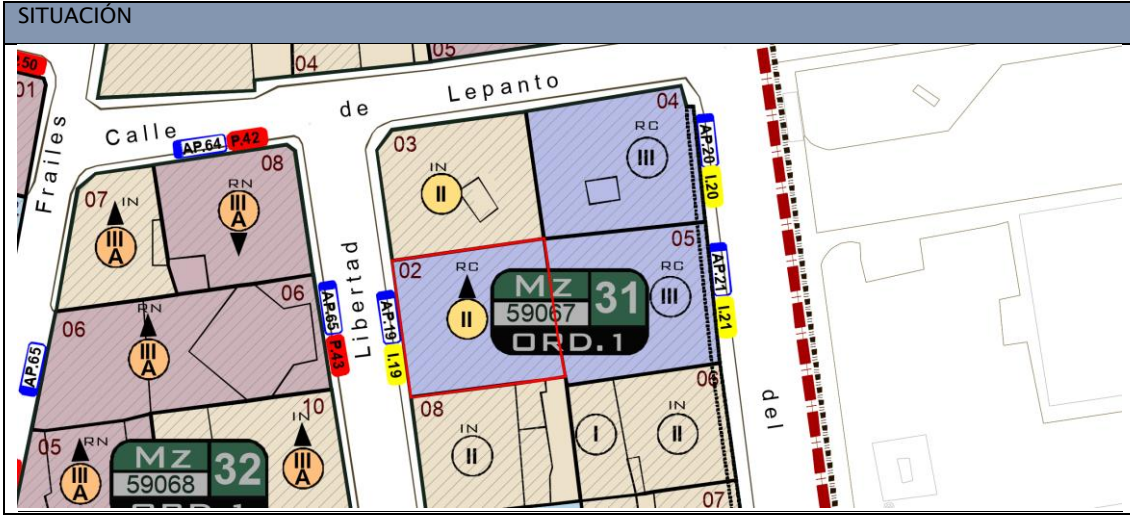 SITUACIÓN
.50
01
04
05
Frailes
Calle de Lepanto
AP.64 P.42
08
RN
III
A
07
IN
III
A
03
IN
II
04
RC
III
AP.20 I.20
Libertad
02
RC
II
Mz
59067
31
ORD.1
05
RC
III
AP.21 I.21
AP.19 I.19
06
RN
III
A
06
AP.65 P.43
AP.65
08
IN
II
I
06
IN
II
del
05
RN
III
A
Mz
59068
32
ORD.1
10
IN
III
A
07